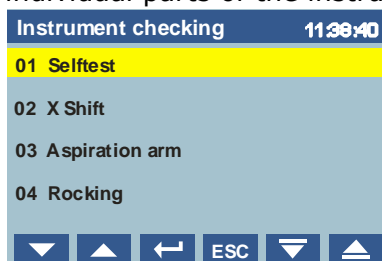 Instrument checking 11:38:40
01 Selftest
02 X Shift
03 Aspiration arm
04 Rocking
ESC